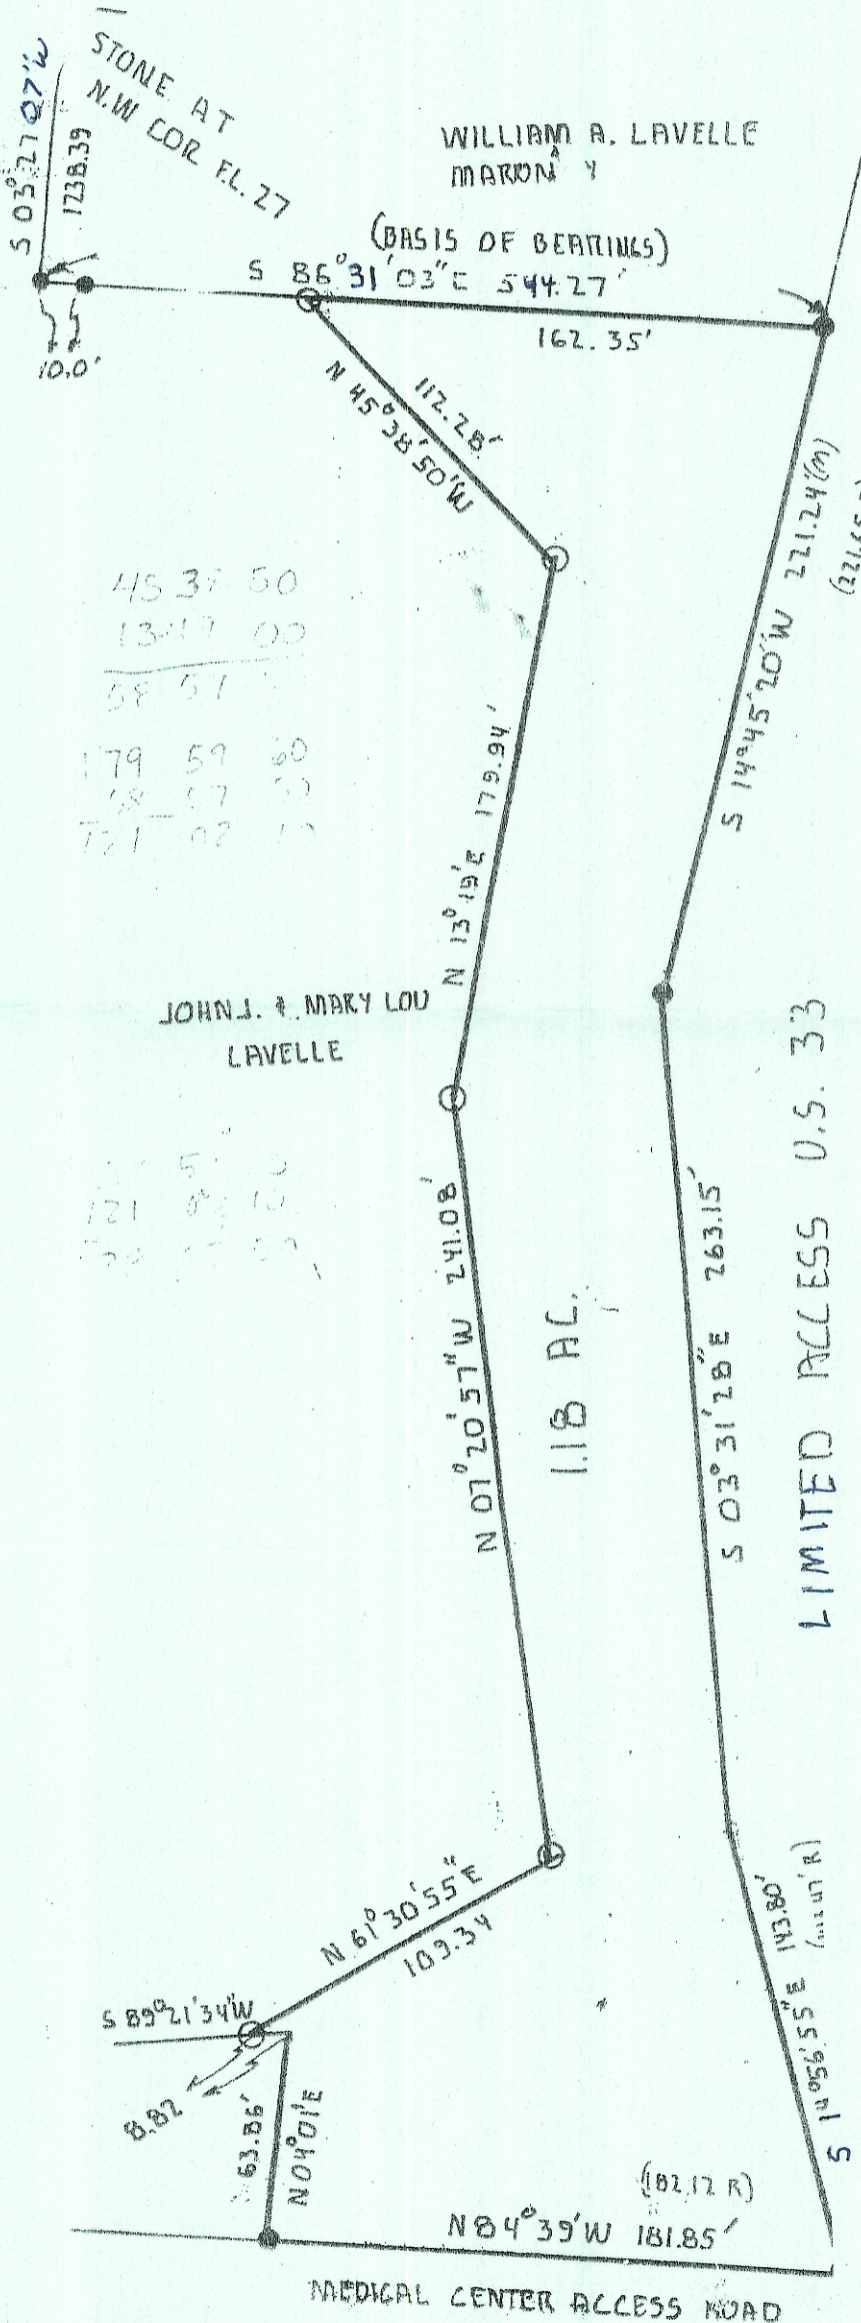 S 03°27'07"W
1238.39
STONE AT
N.W COR F.L. 27
WILLIAM A. LAVELLE
MARION Y
(BASIS OF BEARINGS)
S 86°31'03"E 544.27'
162.35'
10.0'
112.28'
N 45°38'50"W
221.24'(M)
S 14°45'20"W
45 38 50
13 19 00
58 57
179 59 60
58 57 50
121 02 10
N 13°19'E 179.94'
JOHN J. & MARY LOU
LAVELLE
121 02 10
N 07°20'57"W 241.08'
1.18 AC.
S 03°31'28"E 263.15'
LIMITED ACCESS U.S. 33
N 61°30'55"E
109.34
S 89°21'34"W
8.82
63.86'
N 04°01'E
S 14°56'55"E 143.80'
(182.12 R)
N 84°39'W 181.85'
MEDICAL CENTER ACCESS ROAD